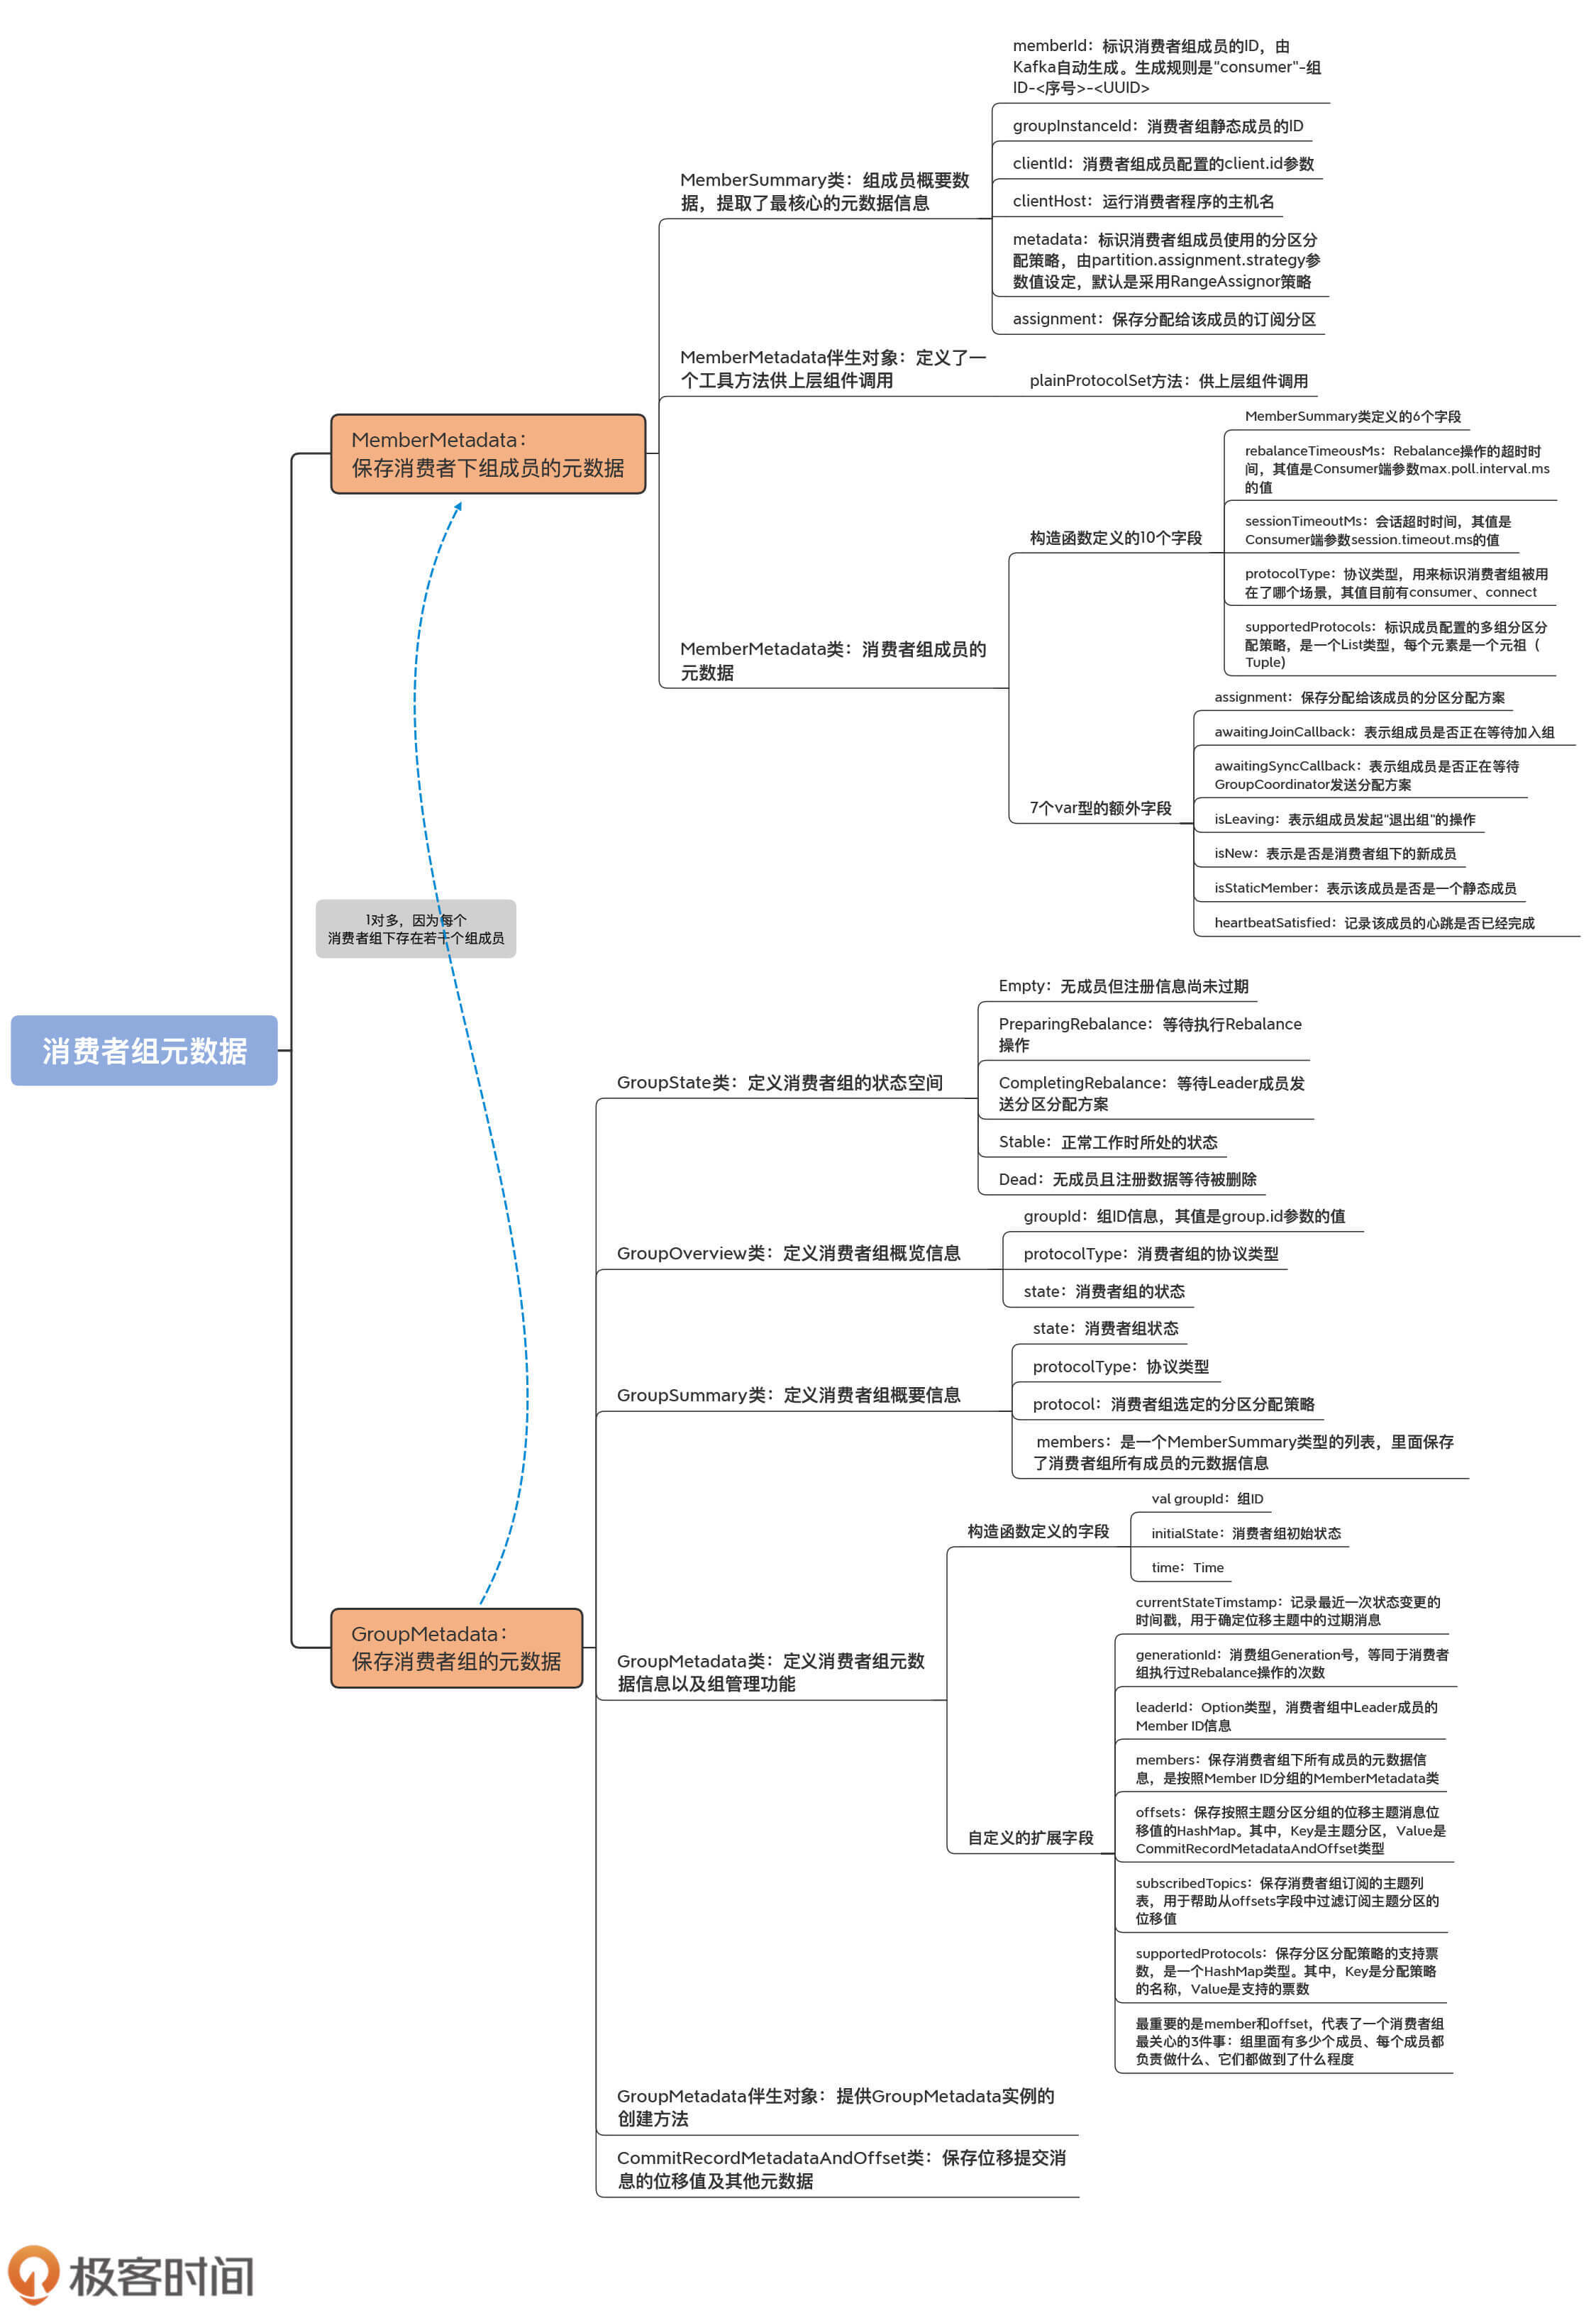 消费者组元数据
MemberMetadata：
保存消费者下组成员的元数据
MemberSummary类：组成员概要数
据，提取了最核心的元数据信息
memberId：标识消费者组成员的ID，由
Kafka自动生成。生成规则是"consumer"-组
ID-<序号>-<UUID>
groupInstanceId：消费者组静态成员的ID
clientId：消费者组成员配置的client.id参数
clientHost：运行消费者程序的主机名
metadata：标识消费者组成员使用的分区分
配策略，由partition.assignment.strategy参
数值设定，默认是采用RangeAssignor策略
assignment：保存分配给该成员的订阅分区
MemberMetadata伴生对象：定义了一
个工具方法供上层组件调用
plainProtocolSet方法：供上层组件调用
MemberMetadata类：消费者组成员的
元数据
构造函数定义的10个字段
MemberSummary类定义的6个字段
rebalanceTimeousMs：Rebalance操作的超时时
间，其值是Consumer端参数max.poll.interval.ms
的值
sessionTimeoutMs：会话超时时间，其值是
Consumer端参数session.timeout.ms的值
protocolType：协议类型，用来标识消费者组被用
在了哪个场景，其值目前有consumer、connect
supportedProtocols：标识成员配置的多组分区分
配策略，是一个List类型，每个元素是一个元祖（
Tuple)
7个var型的额外字段
assignment：保存分配给该成员的分区分配方案
awaitingJoinCallback：表示组成员是否正在等待加入组
awaitingSyncCallback：表示组成员是否正在等待
GroupCoordinator发送分配方案
isLeaving：表示组成员发起"退出组"的操作
isNew：表示是否是消费者组下的新成员
isStaticMember：表示该成员是否是一个静态成员
heartbeatSatisfied：记录该成员的心跳是否已经完成
1对多，因为每个
消费者组下存在若干个组成员
GroupMetadata：
保存消费者组的元数据
GroupState类：定义消费者组的状态空间
Empty：无成员但注册信息尚未过期
PreparingRebalance：等待执行Rebalance
操作
CompletingRebalance：等待Leader成员发
送分区分配方案
Stable：正常工作时所处的状态
Dead：无成员且注册数据等待被删除
GroupOverview类：定义消费者组概览信息
groupId：组ID信息，其值是group.id参数的值
protocolType：消费者组的协议类型
state：消费者组的状态
GroupSummary类：定义消费者组概要信息
state：消费者组状态
protocolType：协议类型
protocol：消费者组选定的分区分配策略
members：是一个MemberSummary类型的列表，里面保存
了消费者组所有成员的元数据信息
GroupMetadata类：定义消费者组元数
据信息以及组管理功能
构造函数定义的字段
val groupId：组ID
initialState：消费者组初始状态
time：Time
自定义的扩展字段
currentStateTimstamp：记录最近一次状态变更的
时间戳，用于确定位移主题中的过期消息
generationId：消费组Generation号，等同于消费者
组执行过Rebalance操作的次数
leaderId：Option类型，消费者组中Leader成员的
Member ID信息
members：保存消费者组下所有成员的元数据信
息，是按照Member ID分组的MemberMetadata类
offsets：保存按照主题分区分组的位移主题消息位
移值的HashMap。其中，Key是主题分区，Value是
CommitRecordMetadataAndOffset类型
subscribedTopics：保存消费者组订阅的主题列
表，用于帮助从offsets字段中过滤订阅主题分区的
位移值
supportedProtocols：保存分区分配策略的支持票
数，是一个HashMap类型。其中，Key是分配策略
的名称，Value是支持的票数
最重要的是member和offset，代表了一个消费者组
最关心的3件事：组里面有多少个成员、每个成员都
负责做什么、它们都做到了什么程度
GroupMetadata伴生对象：提供GroupMetadata实例的
创建方法
CommitRecordMetadataAndOffset类：保存位移提交消
息的位移值及其他元数据
极客时间